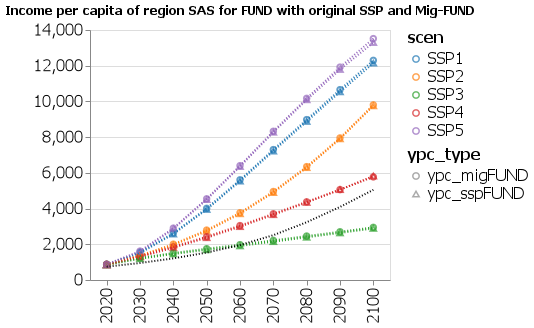 Income per capita of region SAS for FUND with original SSP and Mig-FUND
14,000
12,000
10,000
8,000
6,000
4,000
2,000
0
2020
2030
2040
2050
2060
2070
2080
2090
2100
scen
SSP1
SSP2
SSP3
SSP4
SSP5
ypc_type
ypc_migFUND
ypc_sspFUND